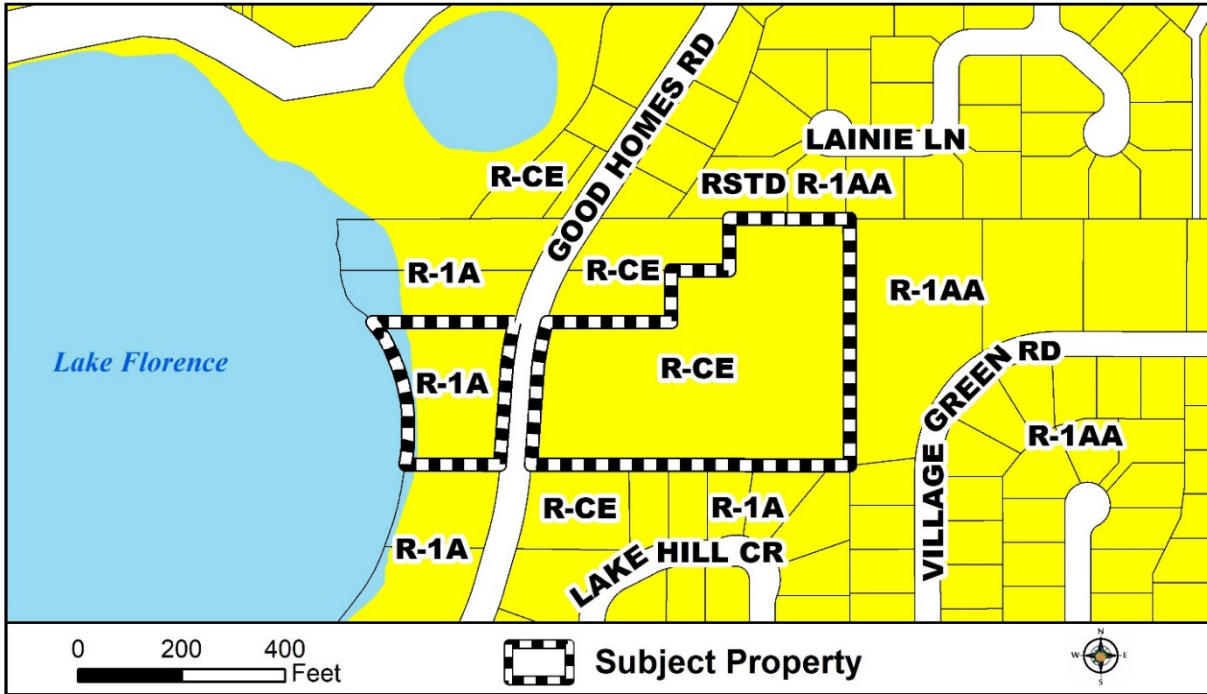 GOOD HOMES RD
LAINIE LN
R-CE
RSTD R-1AA
R-1A
R-CE
R-1AA
Lake Florence
R-1A
R-CE
VILLAGE GREEN RD
R-1AA
R-CE
R-1A
R-1A
LAKE HILL CR
0 200 400
Feet
Subject Property
N
W E
S